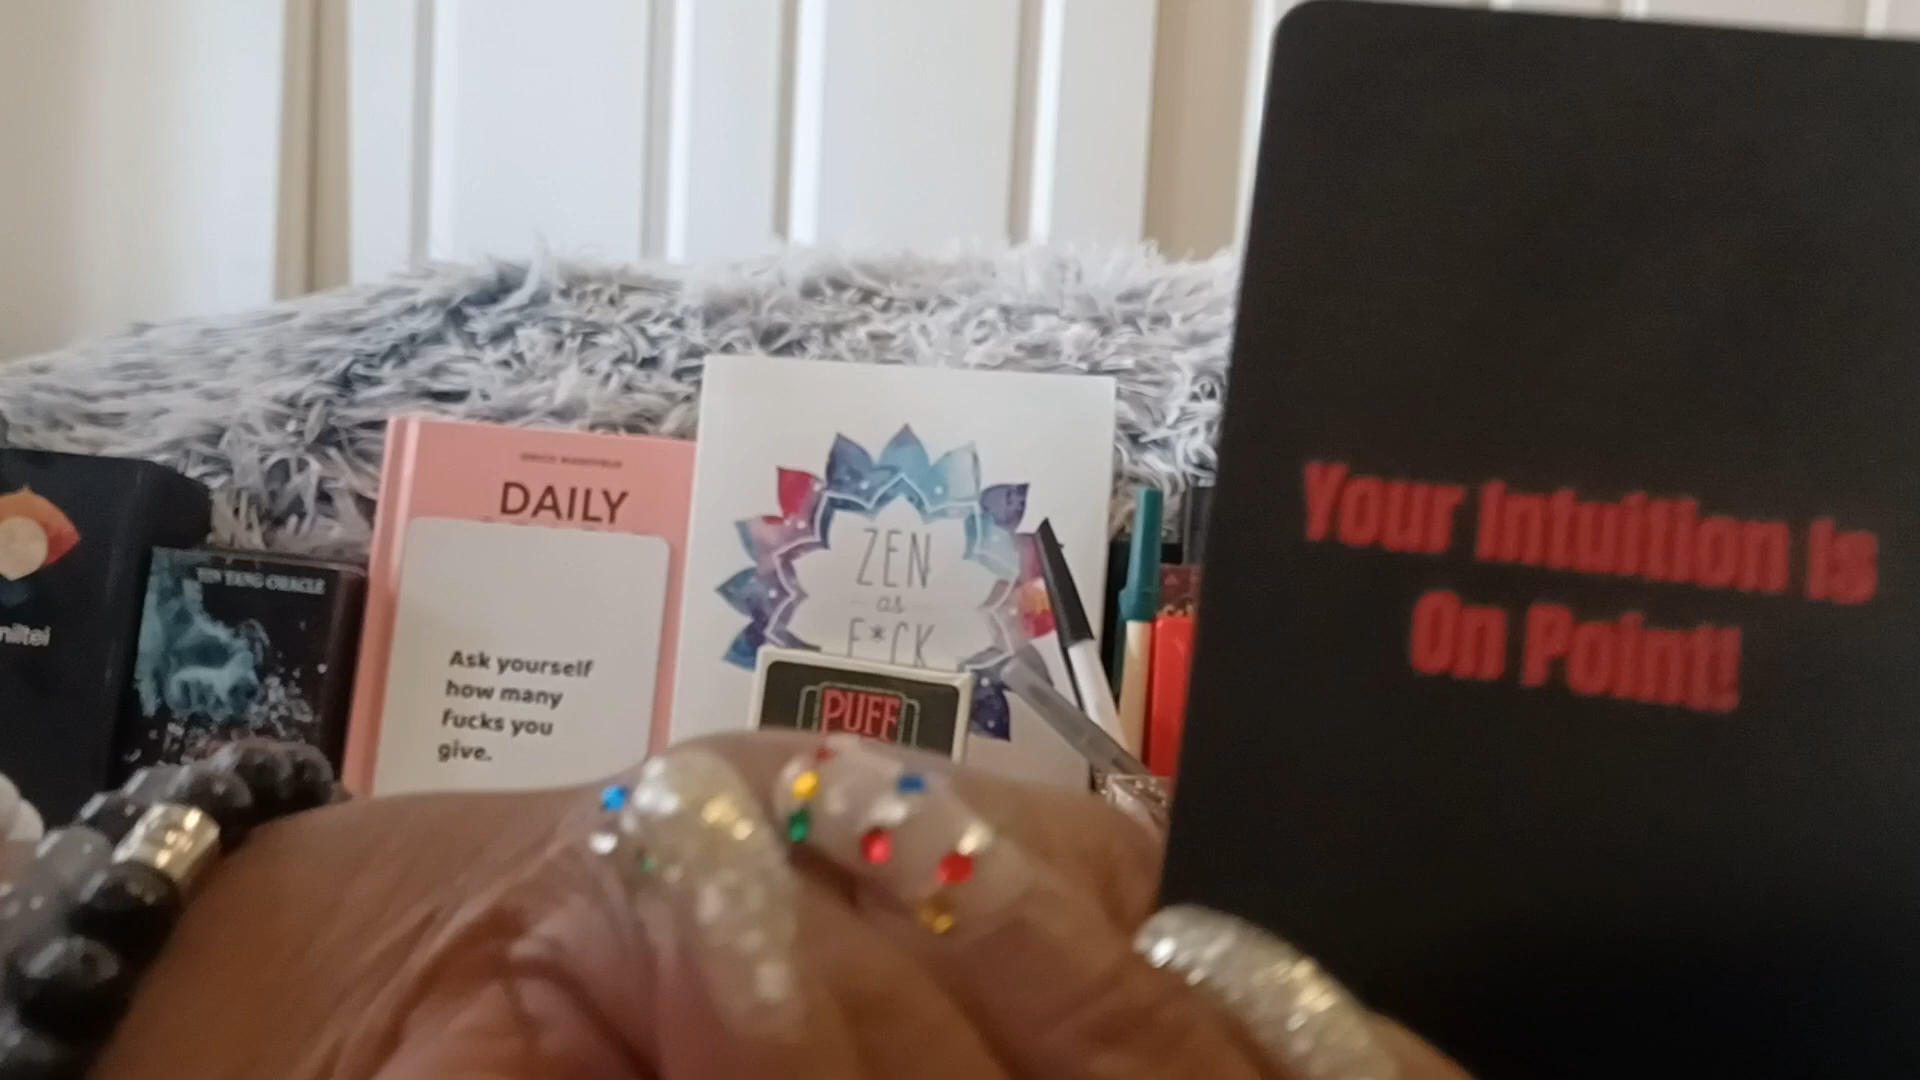 DAILY
Ask yourself
how many
fucks you
give.
YIN YANG ORACLE
ZEN
as
F*CK
PUFF
Your Intuition Is
On Point!